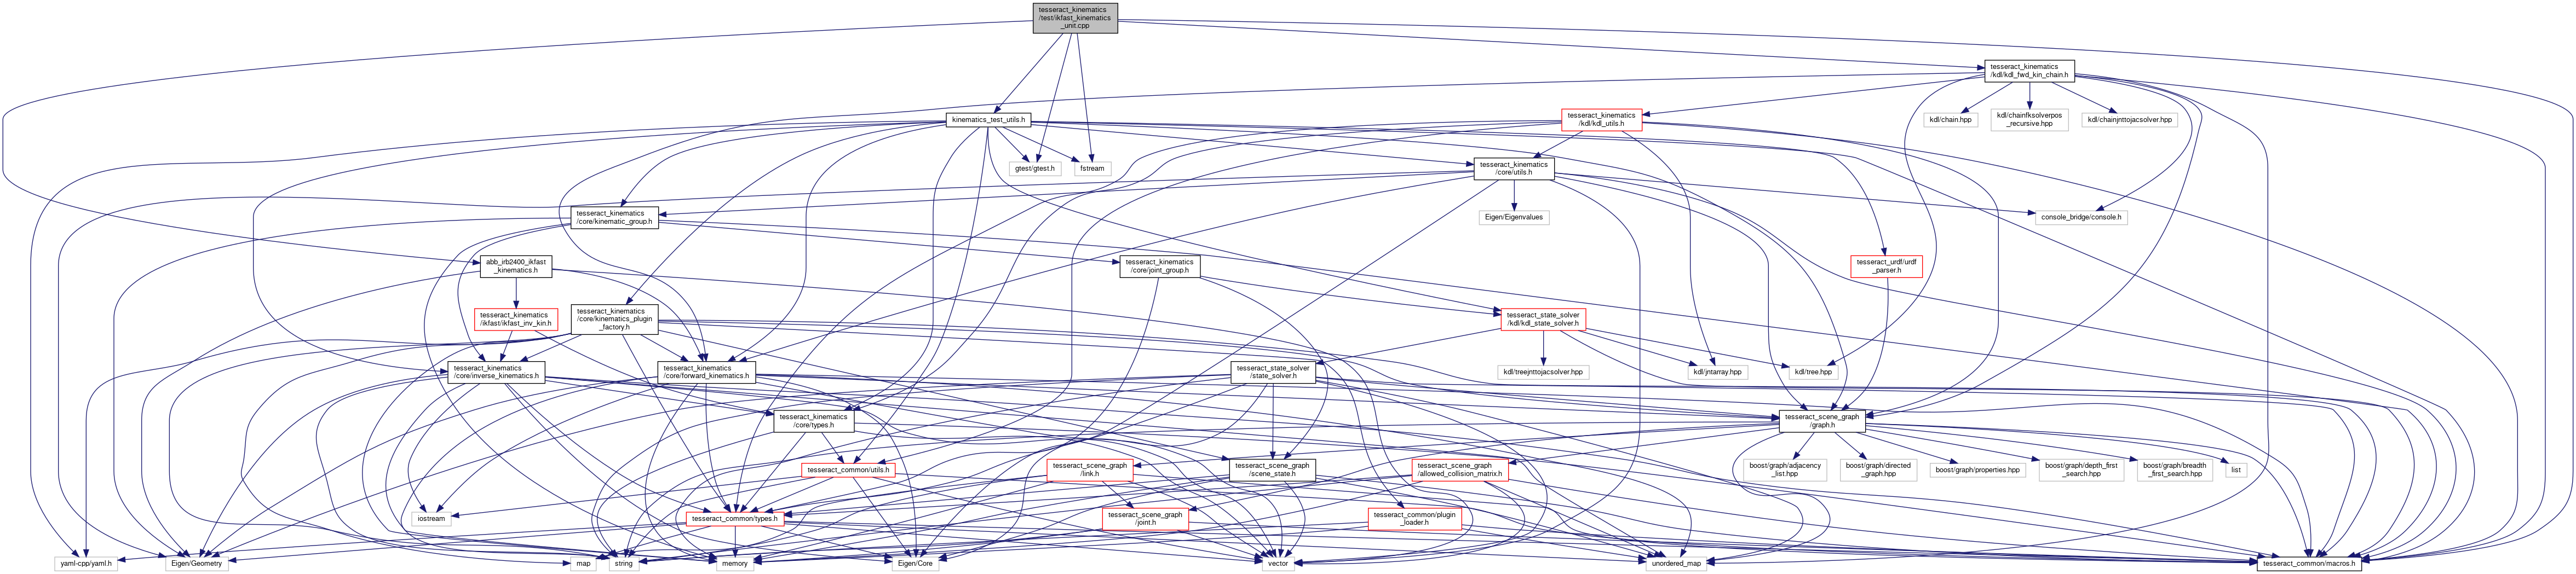 tesseract_kinematics
/test/ikfast_kinematics
_unit.cpp
tesseract_kinematics
/kdl/kdl_fwd_kin_chain.h
kinematics_test_utils.h
tesseract_kinematics
/kdl/kdl_utils.h
kdl/chain.hpp
kdl/chainfksolverpos
_recursive.hpp
kdl/chainjnttojacsolver.hpp
gtest/gtest.h
fstream
tesseract_kinematics
/core/utils.h
tesseract_kinematics
/core/kinematic_group.h
Eigen/Eigenvalues
console_bridge/console.h
abb_irb2400_ikfast
_kinematics.h
tesseract_kinematics
/core/joint_group.h
tesseract_urdf/urdf
_parser.h
tesseract_kinematics
/ikfast/ikfast_inv_kin.h
tesseract_kinematics
/core/kinematics_plugin
_factory.h
tesseract_state_solver
/kdl/kdl_state_solver.h
tesseract_kinematics
/core/inverse_kinematics.h
tesseract_kinematics
/core/forward_kinematics.h
tesseract_state_solver
/state_solver.h
kdl/treejnttojacsolver.hpp
kdl/jntarray.hpp
kdl/tree.hpp
tesseract_kinematics
/core/types.h
tesseract_scene_graph
/graph.h
tesseract_common/utils.h
tesseract_scene_graph
/link.h
tesseract_scene_graph
/scene_state.h
tesseract_scene_graph
/allowed_collision_matrix.h
boost/graph/adjacency
_list.hpp
boost/graph/directed
_graph.hpp
boost/graph/properties.hpp
boost/graph/depth_first
_search.hpp
boost/graph/breadth
_first_search.hpp
list
iostream
tesseract_common/types.h
tesseract_scene_graph
/joint.h
tesseract_common/plugin
_loader.h
yaml-cpp/yaml.h
Eigen/Geometry
map
string
memory
Eigen/Core
vector
unordered_map
tesseract_common/macros.h